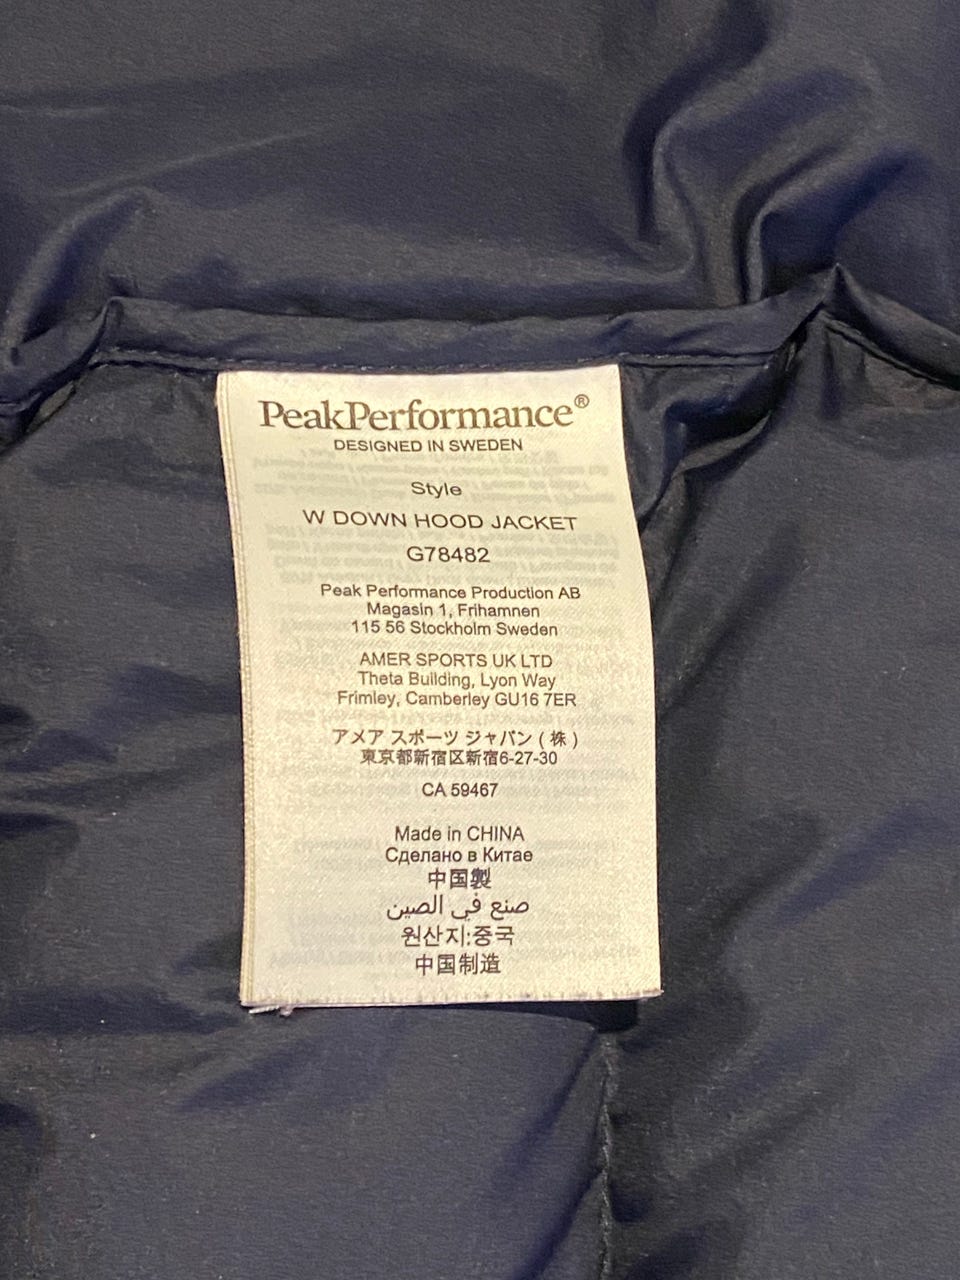 PeakPerformance®
DESIGNED IN SWEDEN
Style
W DOWN HOOD JACKET
G78482
Peak Performance Production AB
Magasin 1, Frihamnen
115 56 Stockholm Sweden
AMER SPORTS UK LTD
Theta Building, Lyon Way
Frimley, Camberley GU16 7ER
アメア スポーツ ジャパン ( 株 )
東京都新宿区新宿6-27-30
CA 59467
Made in CHINA
Сделано в Китае
中国製
صنع في الصين
원산지:중국
中国制造